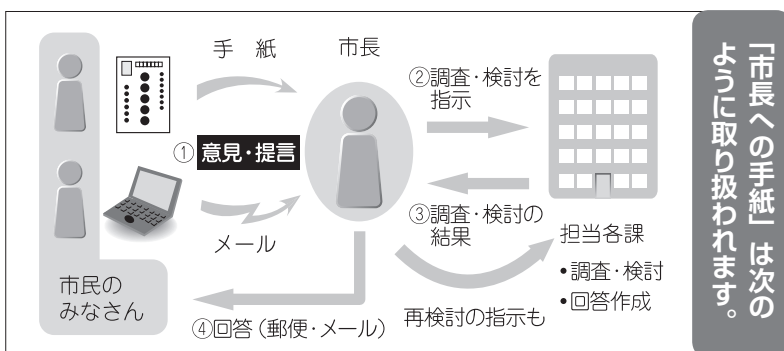 「市長への手紙」は次の
ように取り扱われます。
手 紙
市長
①意見・提言
メール
市民の
みなさん
②調査・検討を
指示
③調査・検討の
結果
担当各課
•調査・検討
•回答作成
再検討の指示も
④回答（郵便・メール）